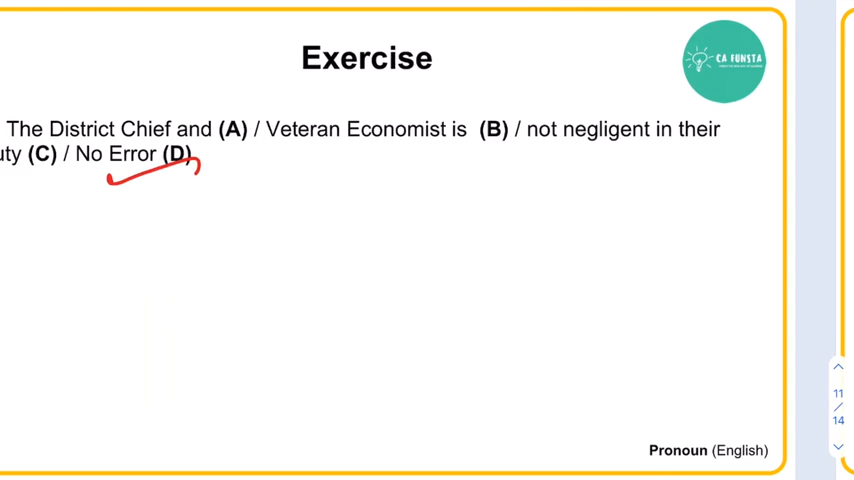 Exercise
CA FUNSTA
The District Chief and (A) / Veteran Economist is (B) / not negligent in their
uty (C) / No Error (D)
11
/
14
Pronoun (English)